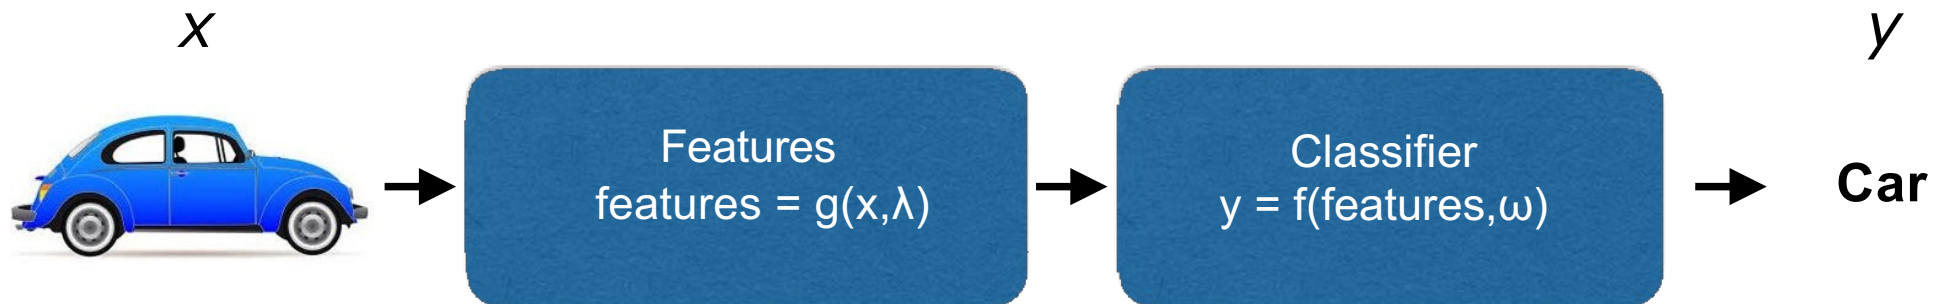 x
y
Features
features = g(x,λ)
Classifier
y = f(features,ω)
Car